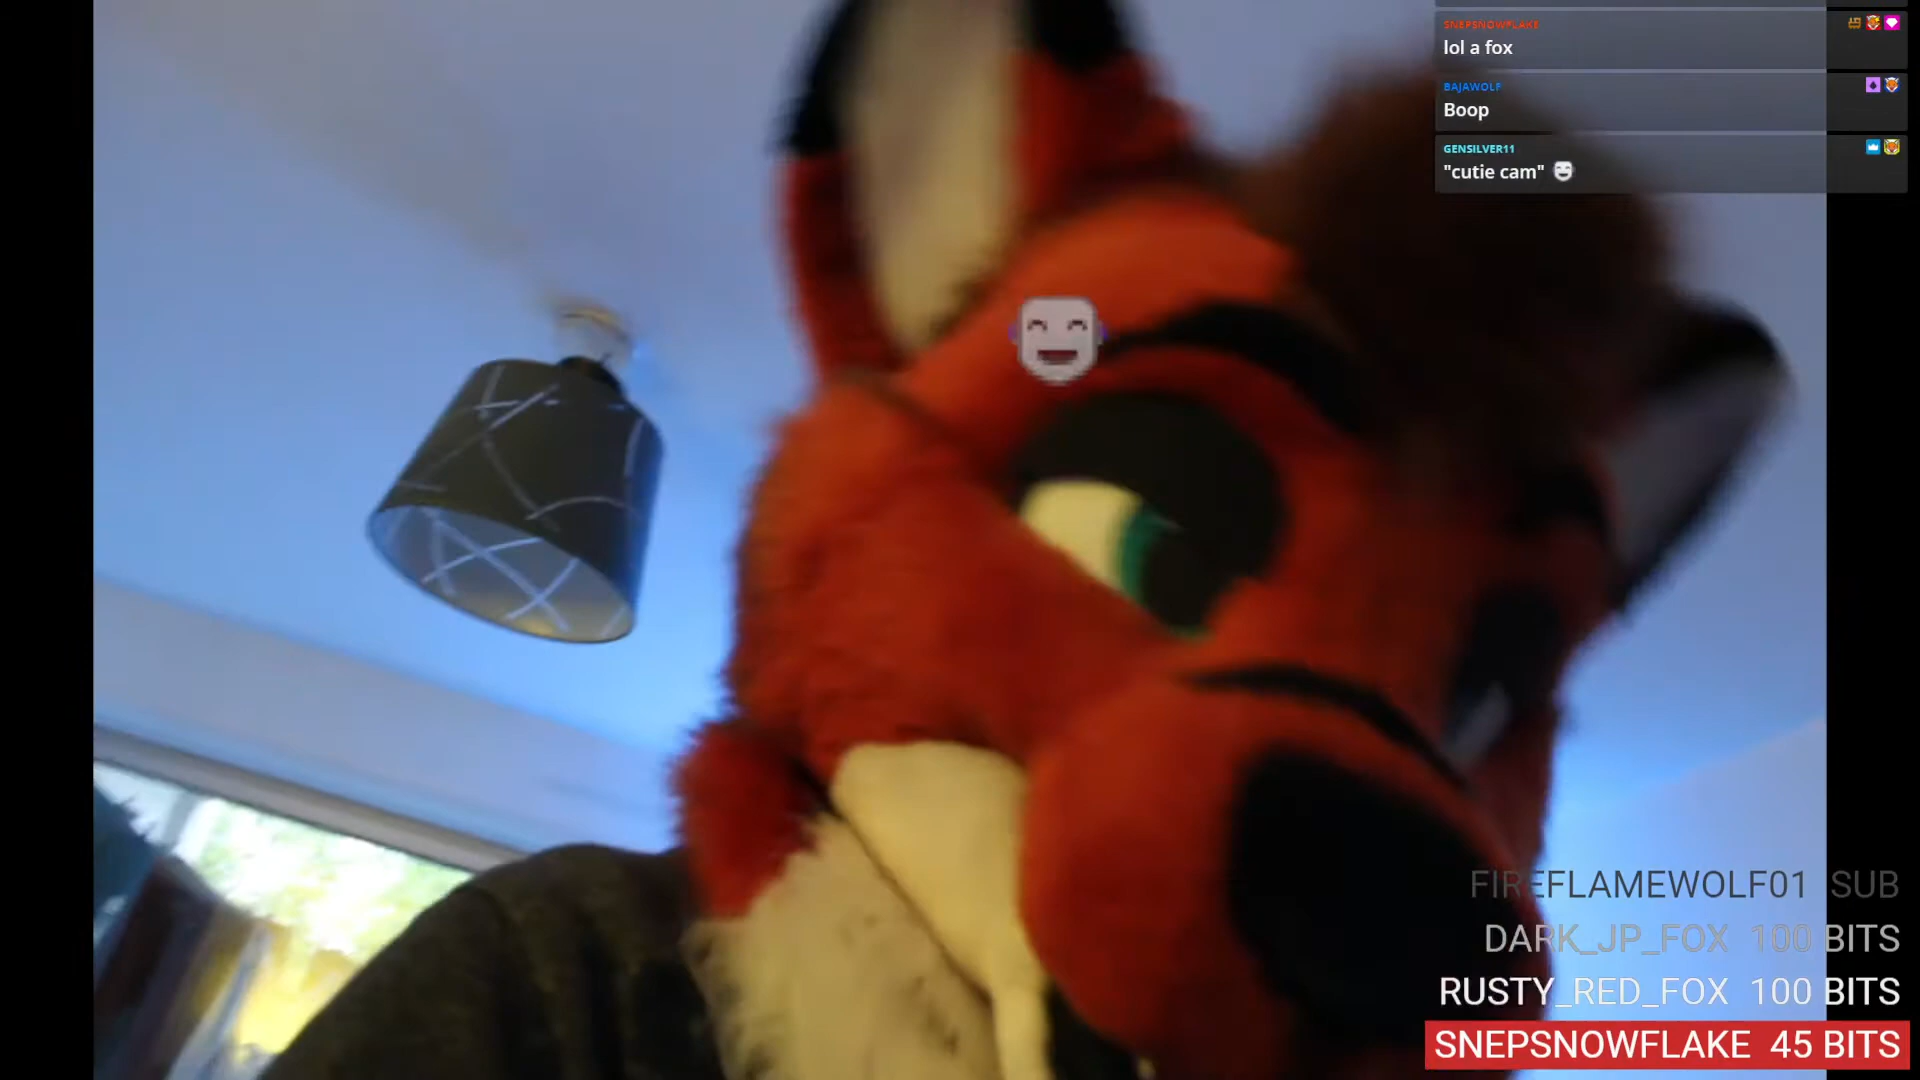 SNEPSNOWFLAKE
lol a fox
BAJAWOLF
Boop
GENSILVER11
"cutie cam"
FIREFLAMEWOLF01 SUB
DARK_JP_FOX 100 BITS
RUSTY_RED_FOX 100 BITS
SNEPSNOWFLAKE 45 BITS